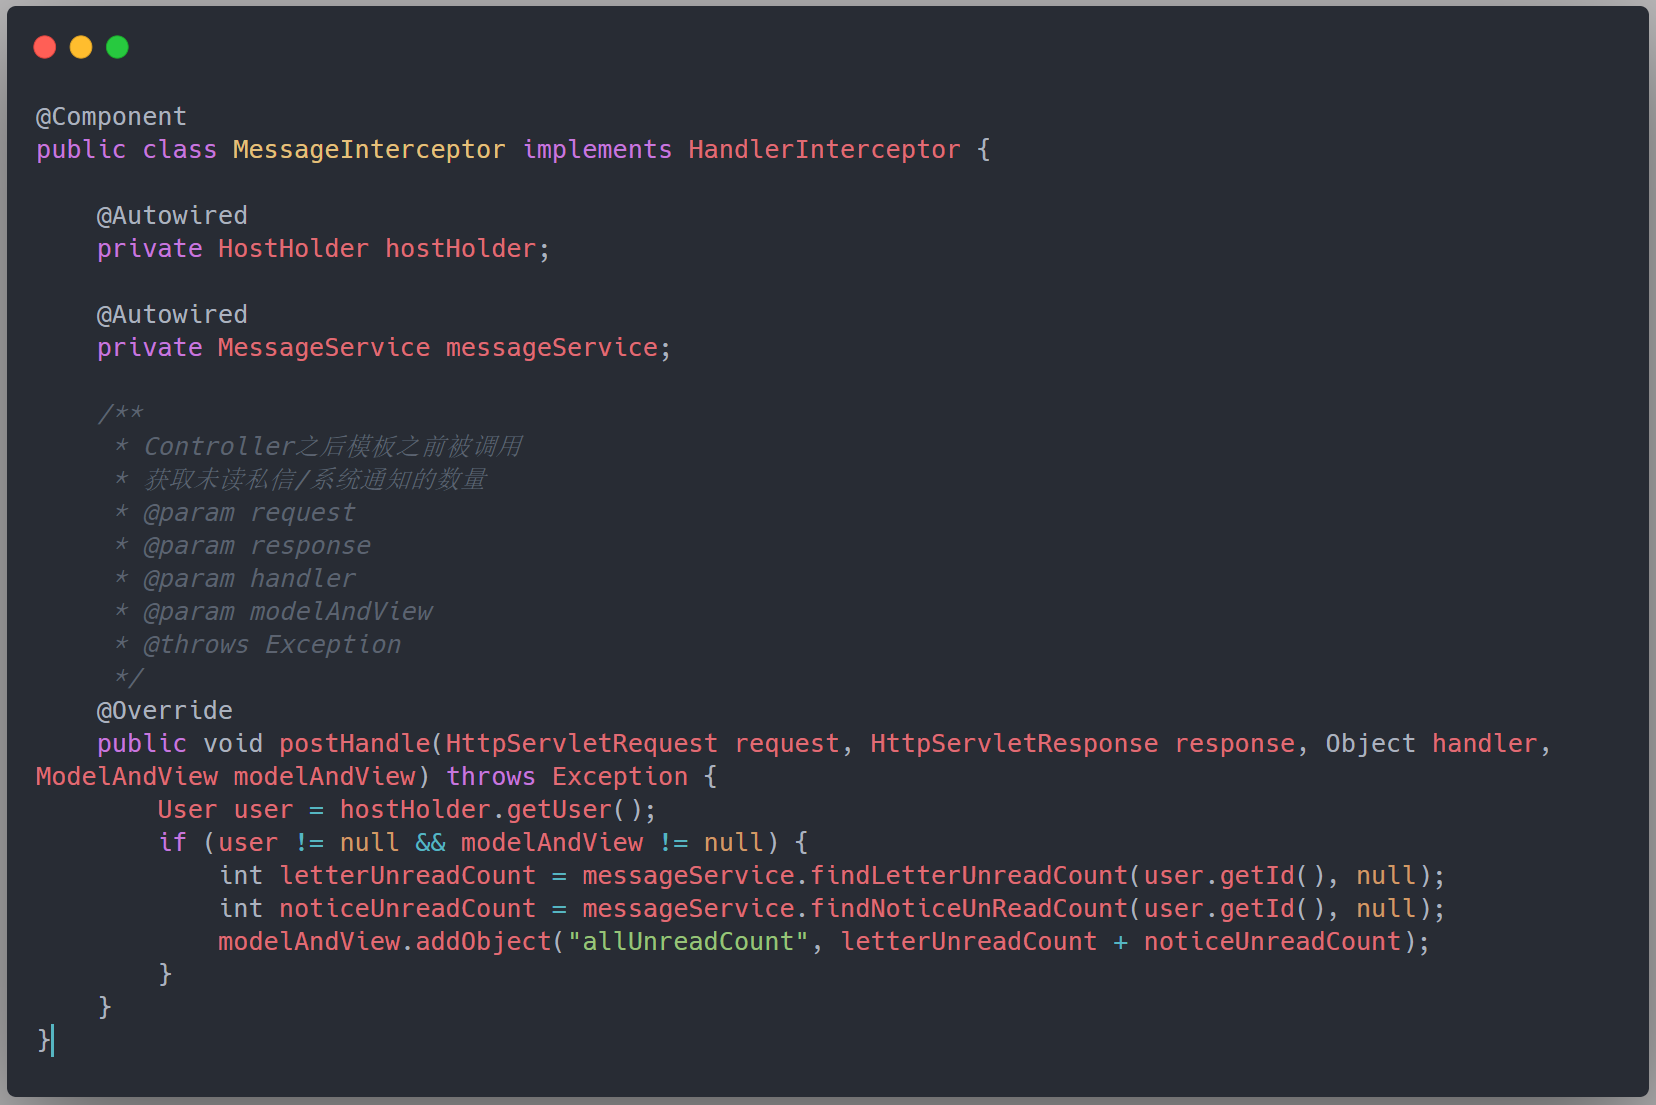 @Component
public class MessageInterceptor implements HandlerInterceptor {
@Autowired
private HostHolder hostHolder;
@Autowired
private MessageService messageService;
/**
* Controller之后模板之前被调用
* 获取未读私信/系统通知的数量
* @param request
* @param response
* @param handler
* @param modelAndView
* @throws Exception
*/
@Override
public void postHandle(HttpServletRequest request, HttpServletResponse response, Object handler,
ModelAndView modelAndView) throws Exception {
User user = hostHolder.getUser();
if (user != null && modelAndView != null) {
int letterUnreadCount = messageService.findLetterUnreadCount(user.getId(), null);
int noticeUnreadCount = messageService.findNoticeUnReadCount(user.getId(), null);
modelAndView.addObject("allUnreadCount", letterUnreadCount + noticeUnreadCount);
}
}
}